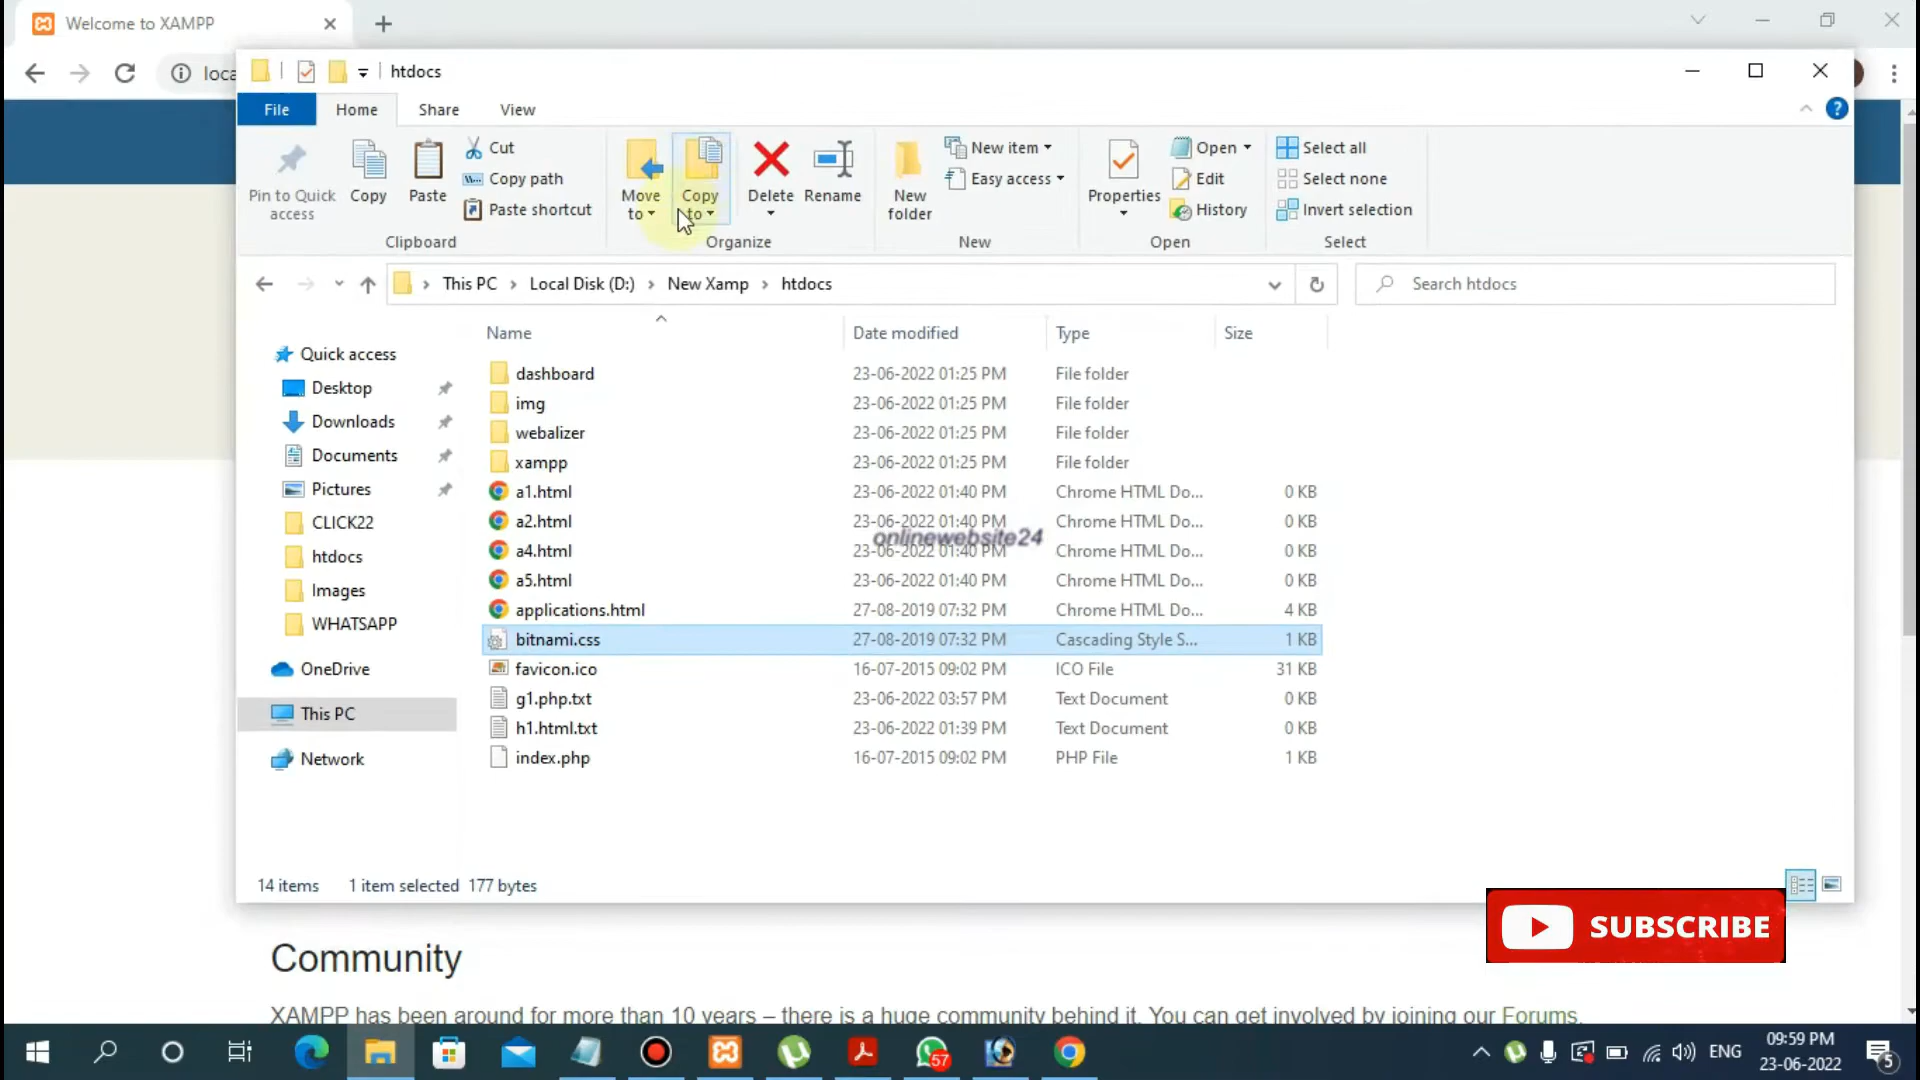 Welcome to XAMPP
loca
htdocs
File Home Share View
Pin to Quick access
Copy
Paste
Cut
Copy path
Paste shortcut
Clipboard
Move to
Copy to
Delete
Rename
Organize
New folder
New item
Easy access
New
Properties
Open
Edit
History
Open
Select all
Select none
Invert selection
Select
This PC Local Disk (D:) New Xamp htdocs
Search htdocs
Quick access
Desktop
Downloads
Documents
Pictures
CLICK22
htdocs
Images
WHATSAPP
OneDrive
This PC
Network
Name Date modified Type Size
dashboard 23-06-2022 01:25 PM File folder
img 23-06-2022 01:25 PM File folder
webalizer 23-06-2022 01:25 PM File folder
xampp 23-06-2022 01:25 PM File folder
a1.html 23-06-2022 01:40 PM Chrome HTML Do... 0 KB
a2.html 23-06-2022 01:40 PM Chrome HTML Do... 0 KB
onlinewebsite24
a4.html 23-06-2022 01:40 PM Chrome HTML Do... 0 KB
a5.html 23-06-2022 01:40 PM Chrome HTML Do... 0 KB
applications.html 27-08-2019 07:32 PM Chrome HTML Do... 4 KB
bitnami.css 27-08-2019 07:32 PM Cascading Style S... 1 KB
favicon.ico 16-07-2015 09:02 PM ICO File 31 KB
g1.php.txt 23-06-2022 03:57 PM Text Document 0 KB
h1.html.txt 23-06-2022 01:39 PM Text Document 0 KB
index.php 16-07-2015 09:02 PM PHP File 1 KB
14 items 1 item selected 177 bytes
SUBSCRIBE
Community
XAMPP has been around for more than 10 years – there is a huge community behind it. You can get involved by joining our Forums.
57
ENG
09:59 PM
23-06-2022
5